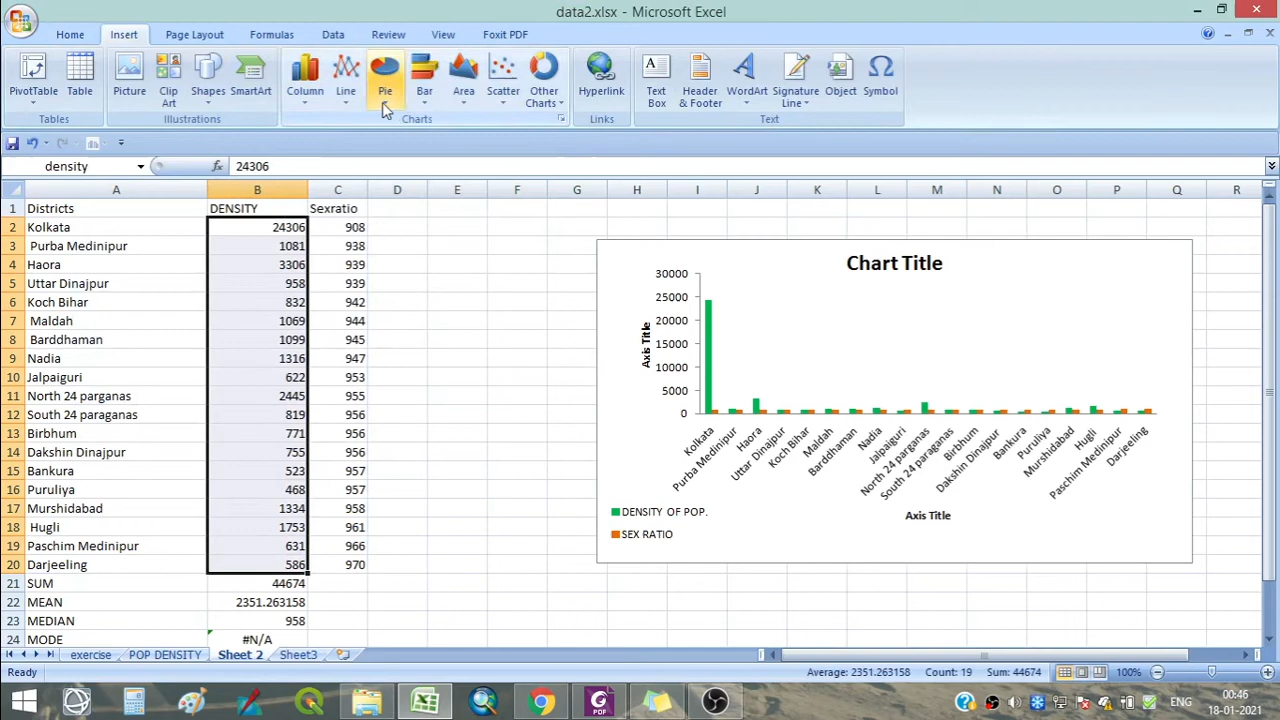 data2.xlsx - Microsoft Excel
Home Insert Page Layout Formulas Data Review View Foxit PDF
PivotTable Table Picture Clip Art Shapes SmartArt Column Line Pie Bar Area Scatter Other Charts Hyperlink Text Box Header & Footer WordArt Signature Line Object Symbol
Tables Illustrations Charts Links Text
density fx 24306
A B C D E F G H I J K L M N O P Q R
1 Districts DENSITY Sexratio
2 Kolkata 24306 908
3 Purba Medinipur 1081 938
4 Haora 3306 939
5 Uttar Dinajpur 958 939
6 Koch Bihar 832 942
7 Maldah 1069 944
8 Barddhaman 1099 945
9 Nadia 1316 947
10 Jalpaiguri 622 953
11 North 24 parganas 2445 955
12 South 24 paraganas 819 956
13 Birbhum 771 956
14 Dakshin Dinajpur 755 956
15 Bankura 523 957
16 Puruliya 468 957
17 Murshidabad 1334 958
18 Hugli 1753 961
19 Paschim Medinipur 631 966
20 Darjeeling 586 970
21 SUM 44674
22 MEAN 2351.263158
23 MEDIAN 958
24 MODE #N/A
Chart Title
Axis Title
30000
25000
20000
15000
10000
5000
0
Kolkata Purba Medinipur Haora Uttar Dinajpur Koch Bihar Maldah Barddhaman Nadia Jalpaiguri North 24 parganas South 24 paraganas Birbhum Dakshin Dinajpur Bankura Puruliya Murshidabad Hugli Paschim Medinipur Darjeeling
DENSITY OF POP.
Axis Title
SEX RATIO
exercise POP DENSITY Sheet 2 Sheet3
Ready Average: 2351.263158 Count: 19 Sum: 44674 100%
PDF ENG 00:46
18-01-2021